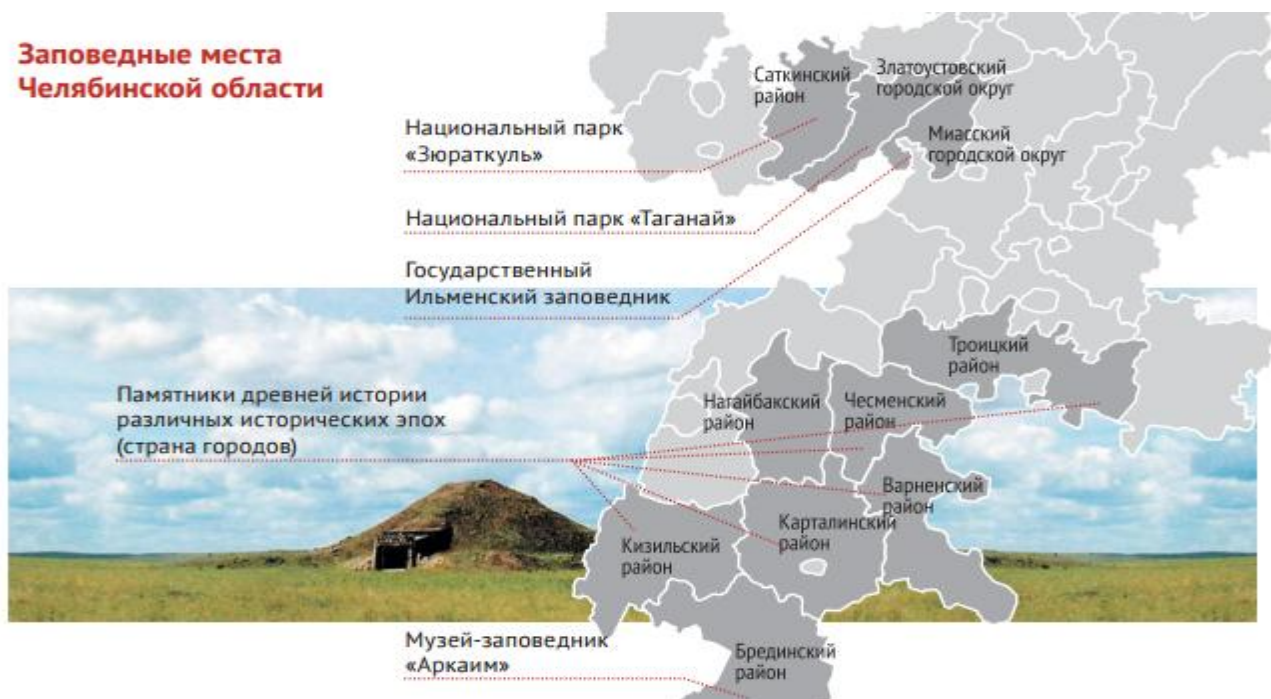 Заповедные места
Челябинской области
Саткинский
район
Златоустовский
городской округ
Национальный парк
«Зюраткуль»
Миасский
городской округ
Национальный парк «Таганай»
Государственный
Ильменский заповедник
Троицкий
район
Памятники древней истории
различных исторических эпох
(страна городов)
Нагайбакский
район
Чесменский
район
Варненский
район
Карталинский
район
Кизильский
район
Музей-заповедник
«Аркаим»
Брединский
район